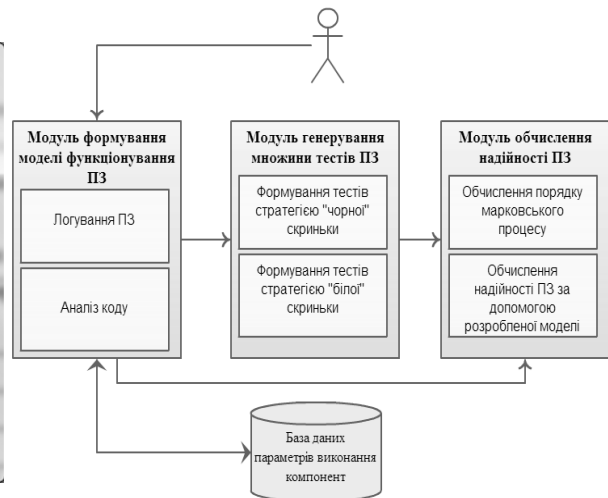 Модуль формування
моделі функціонування
ПЗ
Логування ПЗ
Аналіз коду
Модуль генерування
множини тестів ПЗ
Формування тестів
стратегією "чорної"
скриньки
Формування тестів
стратегією "білої"
скриньки
Модуль обчислення
надійності ПЗ
Обчислення порядку
марковського
процесу
Обчислення
надійності ПЗ за
допомогою
розробленої моделі
База даних
параметрів виконання
компонент